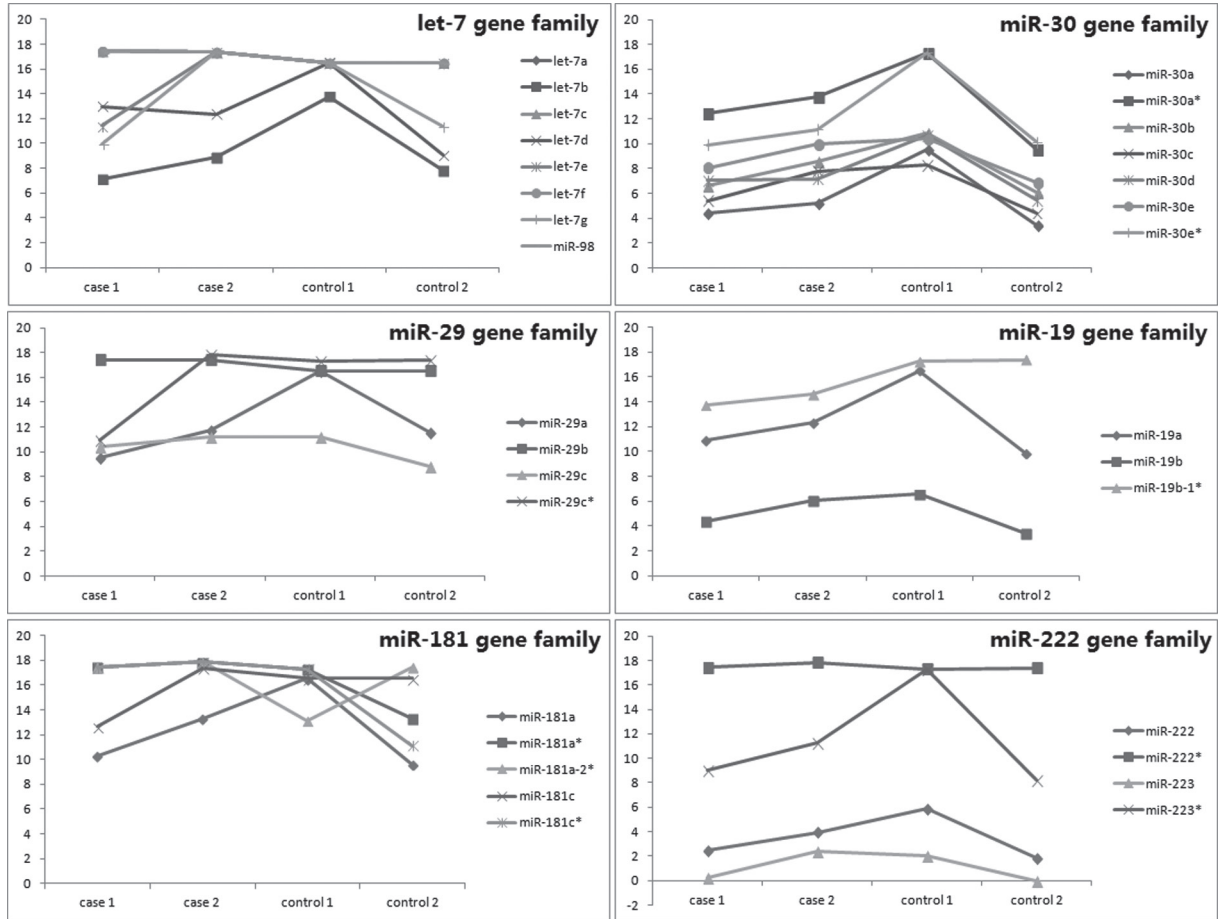 let-7 gene family
20
18
16
14
12
10
8
6
4
2
0
case 1 case 2 control 1 control 2
let-7a
let-7b
let-7c
let-7d
let-7e
let-7f
let-7g
miR-98
miR-30 gene family
20
18
16
14
12
10
8
6
4
2
0
case 1 case 2 control 1 control 2
miR-30a
miR-30a*
miR-30b
miR-30c
miR-30d
miR-30e
miR-30e*
miR-29 gene family
20
18
16
14
12
10
8
6
4
2
0
case 1 case 2 control 1 control 2
miR-29a
miR-29b
miR-29c
miR-29c*
miR-19 gene family
20
18
16
14
12
10
8
6
4
2
0
case 1 case 2 control 1 control 2
miR-19a
miR-19b
miR-19b-1*
miR-181 gene family
20
18
16
14
12
10
8
6
4
2
0
case 1 case 2 control 1 control 2
miR-181a
miR-181a*
miR-181a-2*
miR-181c
miR-181c*
miR-222 gene family
20
18
16
14
12
10
8
6
4
2
0
-2
case 1 case 2 control 1 control 2
miR-222
miR-222*
miR-223
miR-223*